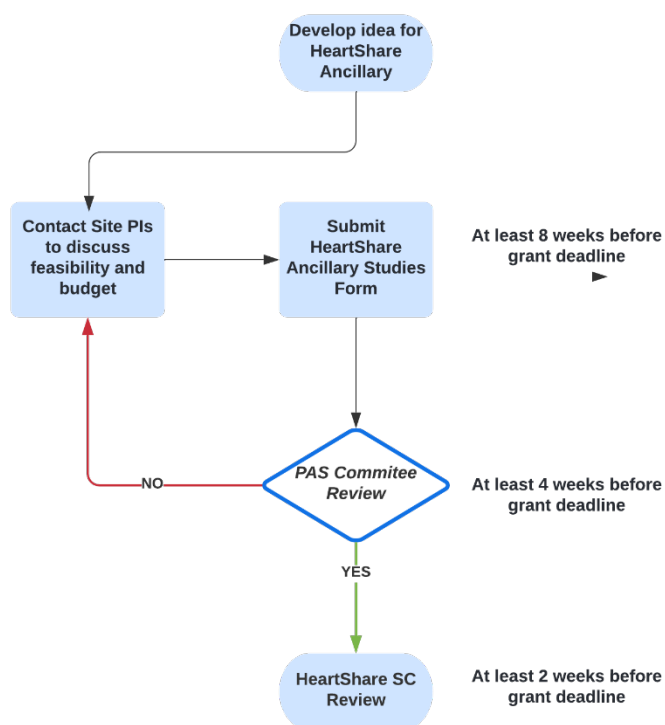 Develop idea for
HeartShare
Ancillary
Contact Site PIs
to discuss
feasibility and
budget
Submit
HeartShare
Ancillary Studies
Form
At least 8 weeks before
grant deadline
PAS Commitee
Review
NO
At least 4 weeks before
grant deadline
YES
HeartShare SC
Review
At least 2 weeks before
grant deadline